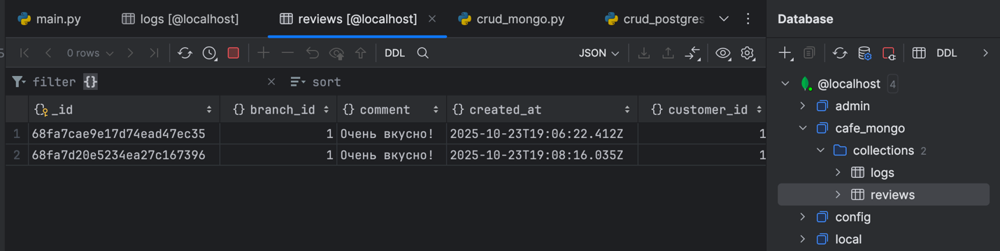 main.py logs [@localhost] reviews [@localhost] crud_mongo.py crud_postgres
Database
0 rows DDL JSON
DDL
filter {} sort
_id branch_id comment created_at customer_id
1 68fa7cae9e17d74ead47ec35 1 Очень вкусно! 2025-10-23T19:06:22.412Z 1
2 68fa7d20e5234ea27c167396 1 Очень вкусно! 2025-10-23T19:08:16.035Z 1
@localhost 4
admin
cafe_mongo
collections 2
logs
reviews
config
local